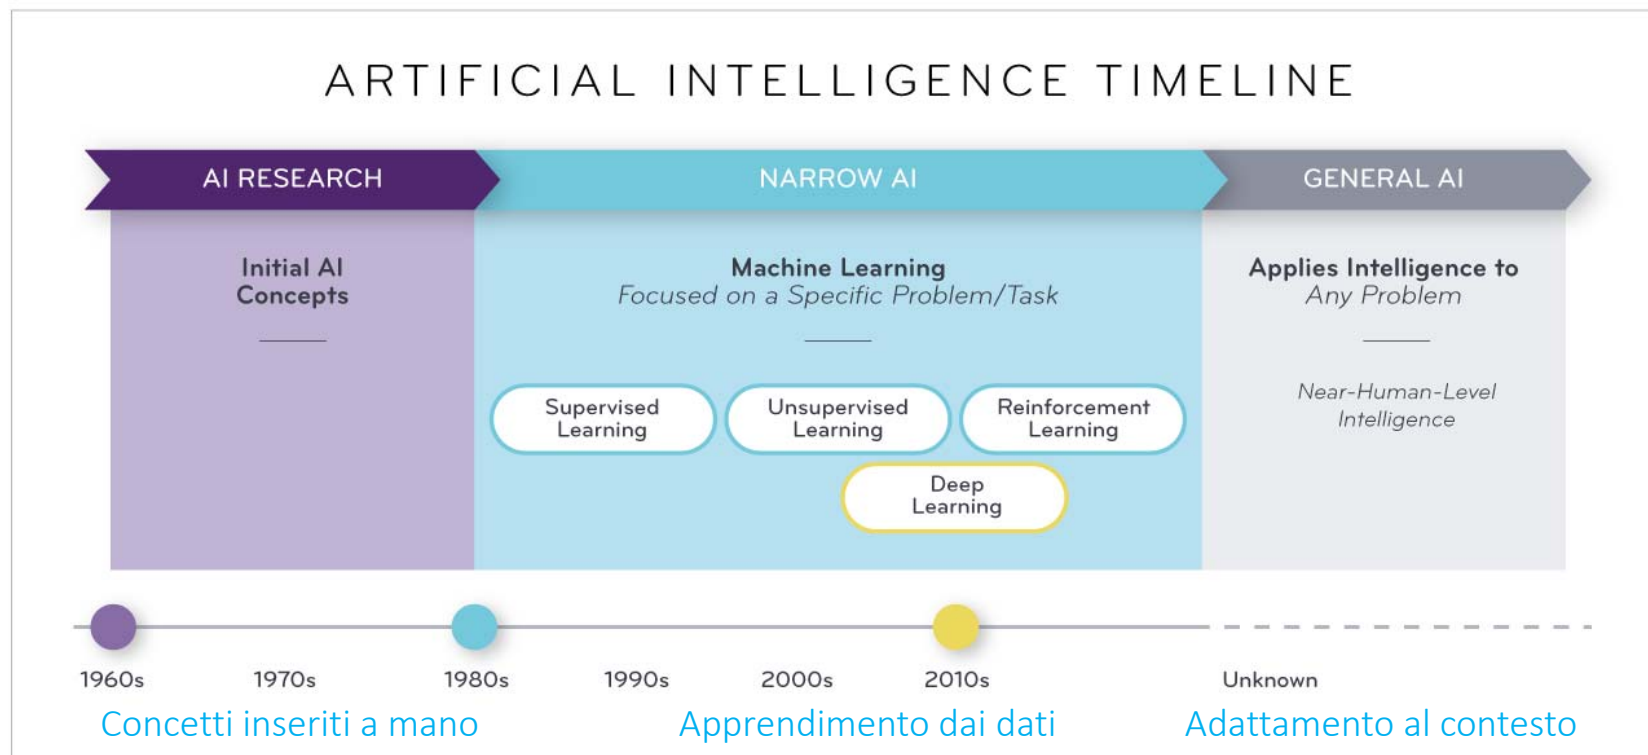 ARTIFICIAL INTELLIGENCE TIMELINE
AI RESEARCH
NARROW AI
GENERAL AI
Initial AI
Concepts
Machine Learning
Focused on a Specific Problem/Task
Applies Intelligence to
Any Problem
Supervised
Learning
Unsupervised
Learning
Reinforcement
Learning
Deep
Learning
Near-Human-Level
Intelligence
1960s
1970s
1980s
1990s
2000s
2010s
Unknown
Concetti inseriti a mano
Apprendimento dai dati
Adattamento al contesto